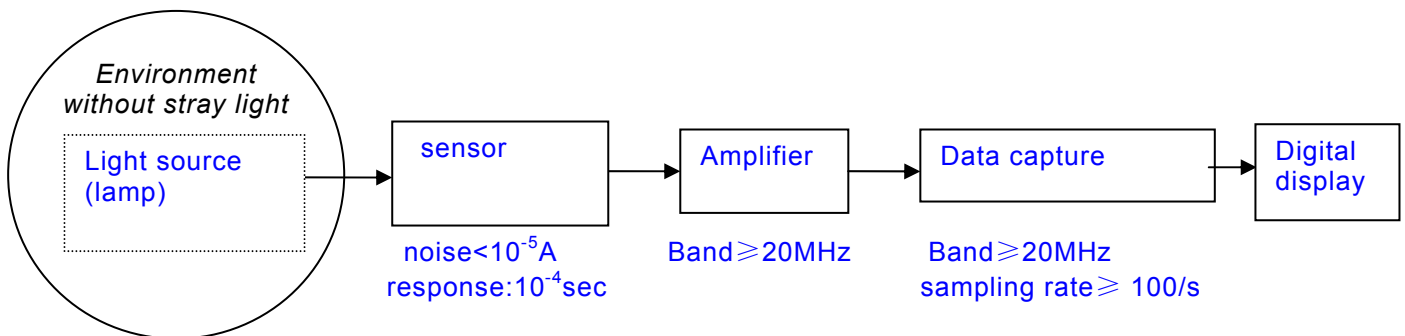 Environment
without stray light
Light source
(lamp)
sensor
Amplifier
Data capture
Digital
display
noise<10⁻⁵A
response:10⁻⁴sec
Band≥20MHz
Band≥20MHz
sampling rate≥ 100/s